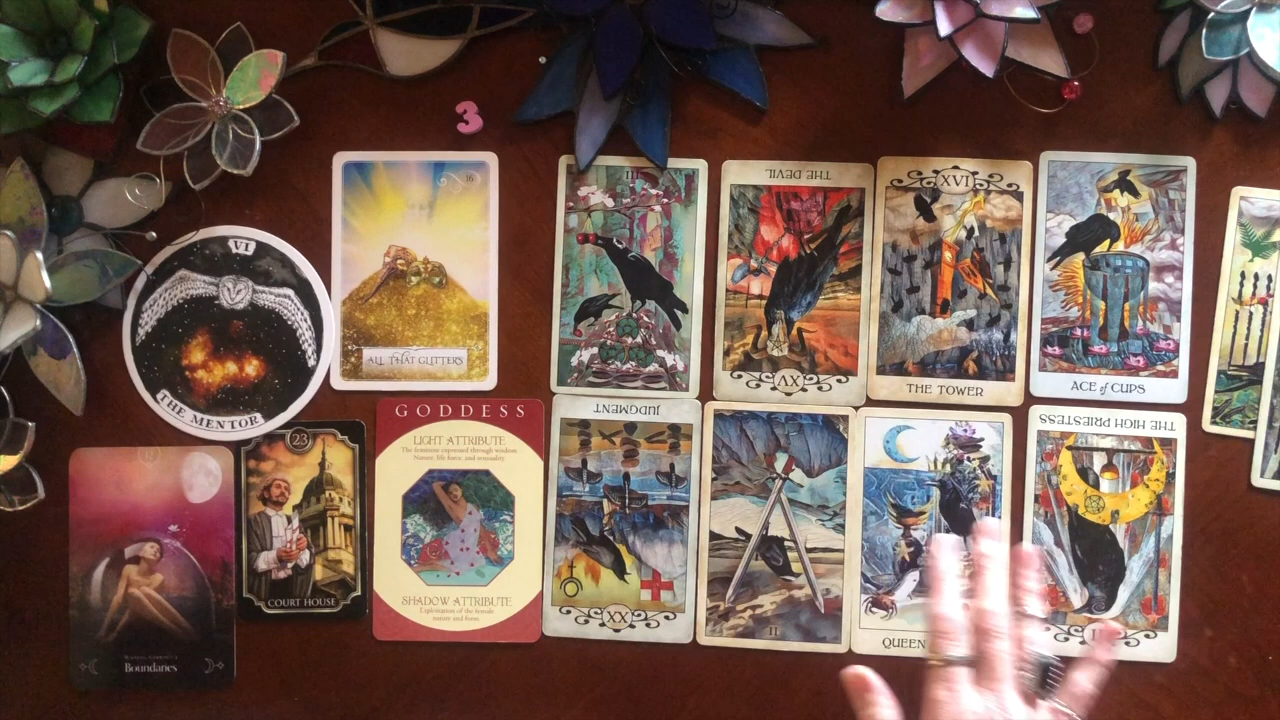 3
VI
THE MENTOR
16
ALL THAT GLITTERS
III
THE DEVIL
XV
XVI
THE TOWER
ACE of CUPS
Boundaries
23
COURT HOUSE
GODDESS
LIGHT ATTRIBUTE
The feminine expressed through wisdom,
Nature, life force, and sensuality
SHADOW ATTRIBUTE
Exploitation of the female
nature and form.
JUDGMENT
XX
II
QUEEN
THE HIGH PRIESTESS